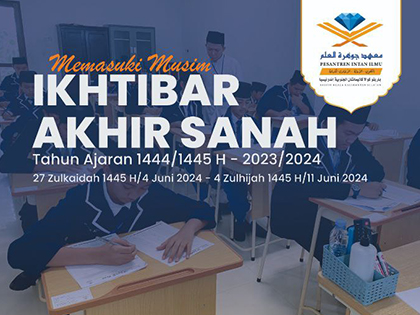 معهد جوهرة العلم
PESANTREN INTAN ILMU
Memasuki Musim
IKHTIBAR
AKHIR SANAH
Tahun Ajaran 1444/1445 H - 2023/2024
27 Zulkaidah 1445 H/4 Juni 2024 - 4 Zulhijah 1445 H/11 Juni 2024